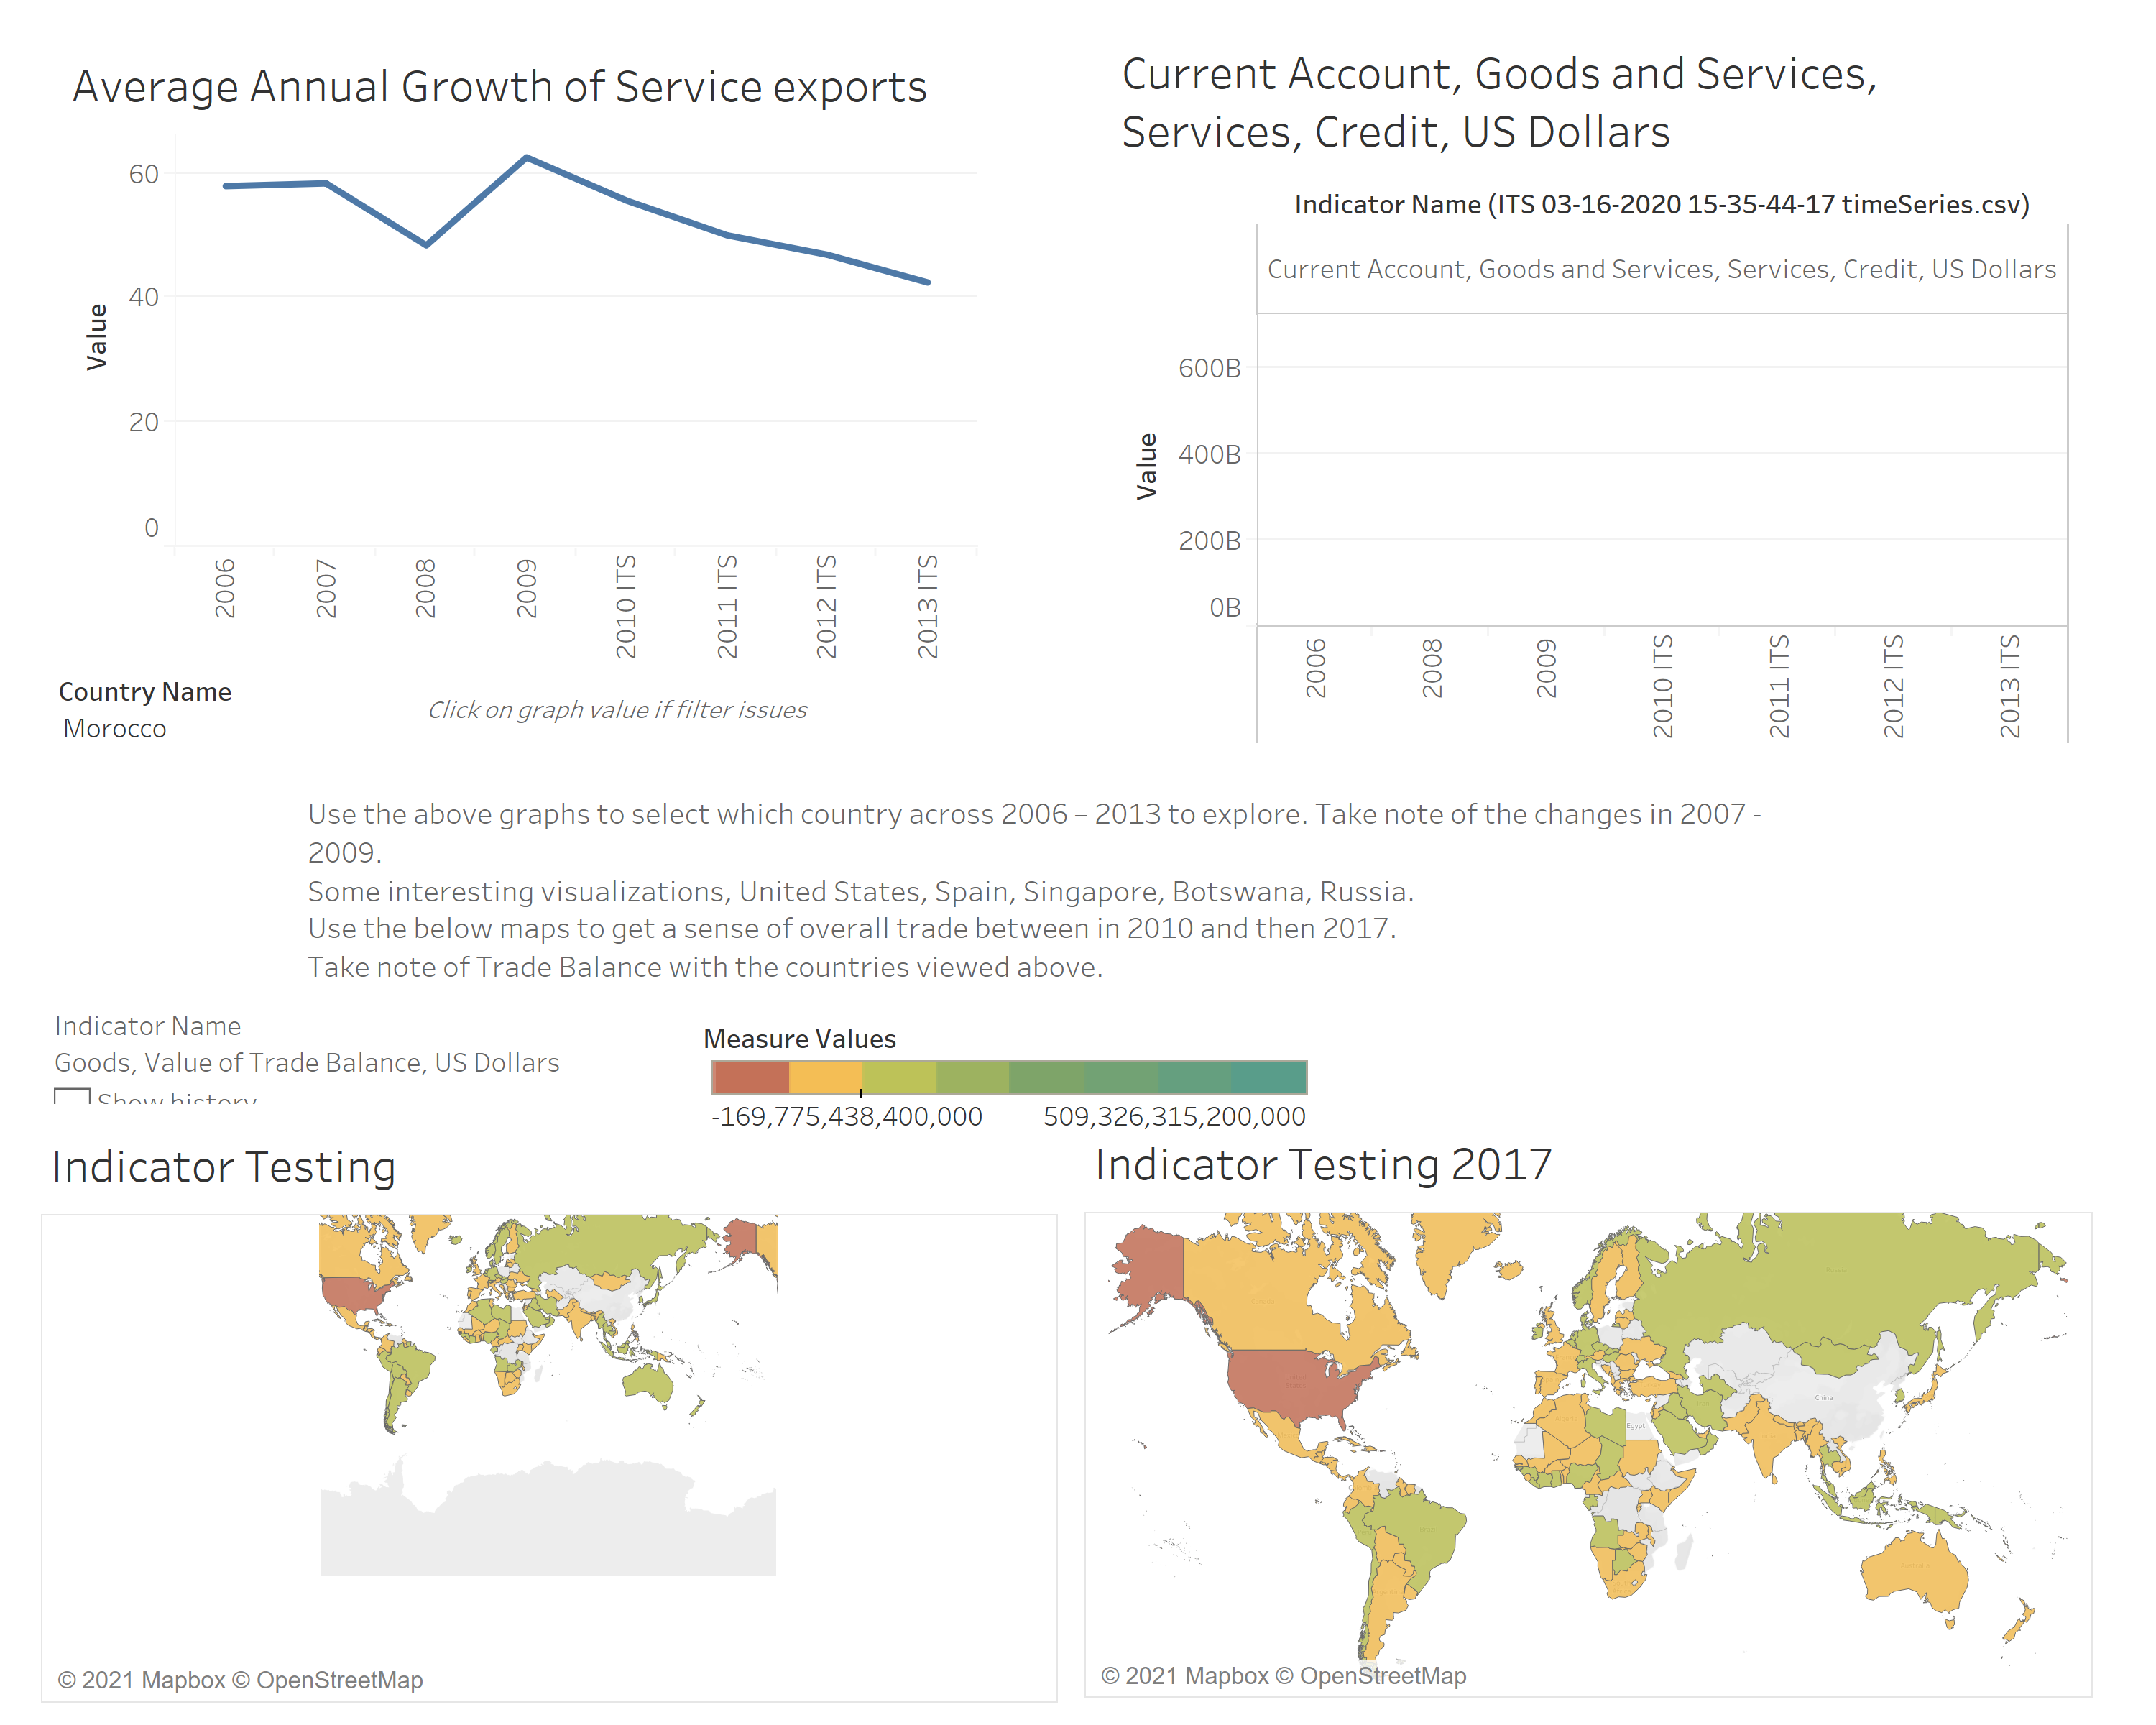 Average Annual Growth of Service exports
60
40
20
0
Value
2006
2007
2008
2009
2010 ITS
2011 ITS
2012 ITS
2013 ITS
Country Name
Morocco
Click on graph value if filter issues
Current Account, Goods and Services,
Services, Credit, US Dollars
Indicator Name (ITS 03-16-2020 15-35-44-17 timeSeries.csv)
Current Account, Goods and Services, Services, Credit, US Dollars
600B
400B
200B
0B
Value
2006
2008
2009
2010 ITS
2011 ITS
2012 ITS
2013 ITS
Use the above graphs to select which country across 2006 – 2013 to explore. Take note of the changes in 2007 -
2009.
Some interesting visualizations, United States, Spain, Singapore, Botswana, Russia.
Use the below maps to get a sense of overall trade between in 2010 and then 2017.
Take note of Trade Balance with the countries viewed above.
Indicator Name
Goods, Value of Trade Balance, US Dollars
Show history
Measure Values
-169,775,438,400,000
509,326,315,200,000
Indicator Testing
© 2021 Mapbox © OpenStreetMap
Indicator Testing 2017
China
Egypt
© 2021 Mapbox © OpenStreetMap